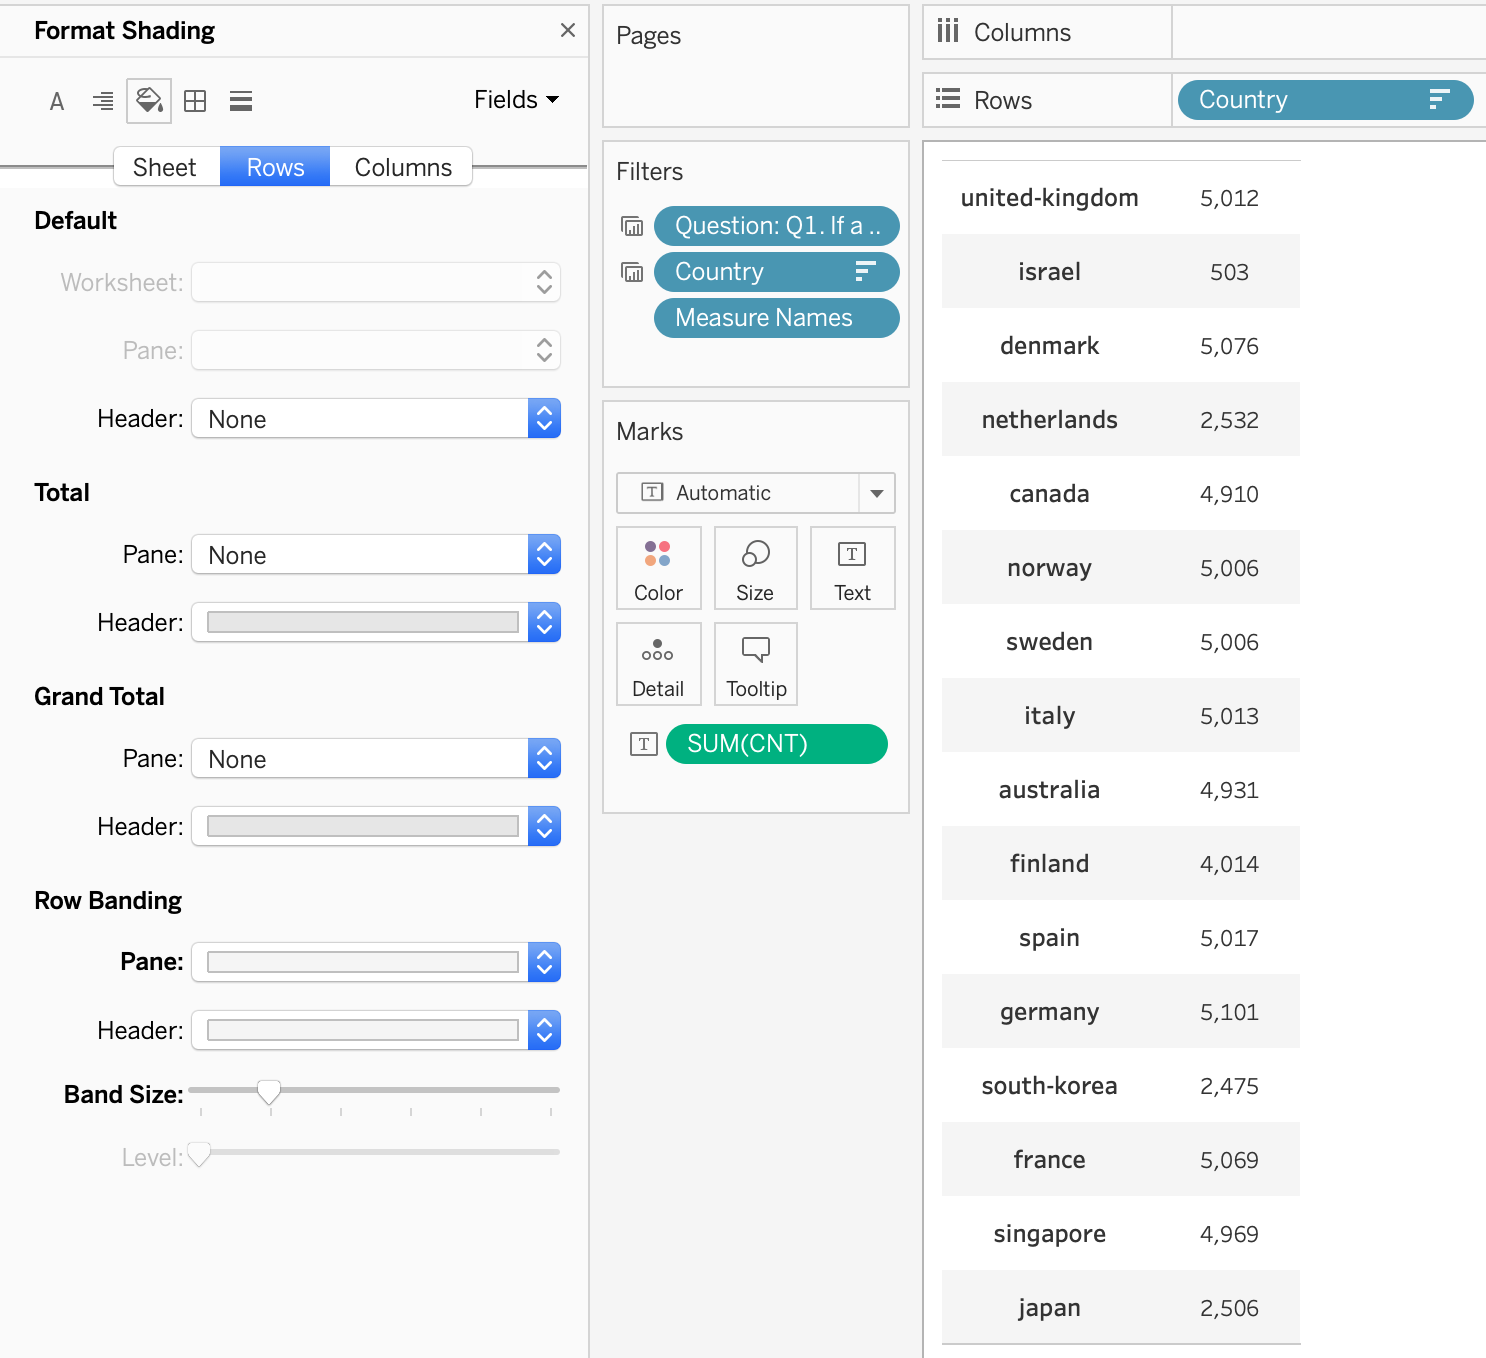 Format Shading
A
Fields
Sheet
Rows
Columns
Default
Worksheet:
Pane:
Header: None
Total
Pane: None
Header:
Grand Total
Pane: None
Header:
Row Banding
Pane:
Header:
Band Size:
Level:
Pages
Filters
Question: Q1. If a ..
Country
Measure Names
Marks
T Automatic
Color
Size
T
Text
Detail
Tooltip
T SUM(CNT)
Columns
Rows
Country
united-kingdom 5,012
israel 503
denmark 5,076
netherlands 2,532
canada 4,910
norway 5,006
sweden 5,006
italy 5,013
australia 4,931
finland 4,014
spain 5,017
germany 5,101
south-korea 2,475
france 5,069
singapore 4,969
japan 2,506